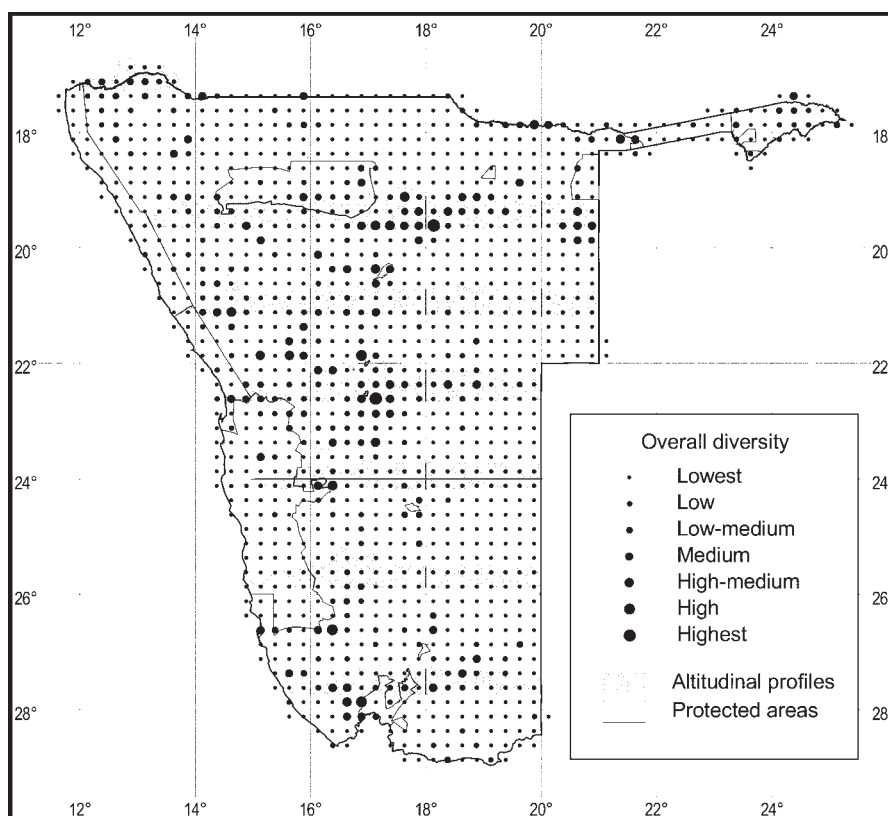 12° 14° 16° 18° 20° 22° 24°
18° 18°
20° 20°
22° 22°
24° 24°
26° 26°
28° 28°
Overall diversity
Lowest
Low
Low-medium
Medium
High-medium
High
Highest
Altitudinal profiles
Protected areas
12° 14° 16° 18° 20° 22° 24°